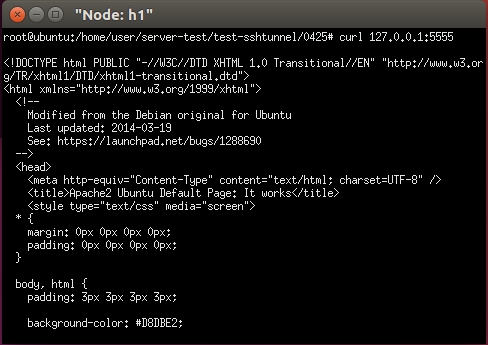 "Node: h1"
root@ubuntu:/home/user/server-test/test-sshtunnel/0425# curl 127.0.0.1:5555
<!DOCTYPE html PUBLIC "-//W3C//DTD XHTML 1.0 Transitional//EN" "http://www.w3.or
g/TR/xhtml1/DTD/xhtml1-transitional.dtd">
<html xmlns="http://www.w3.org/1999/xhtml">
  <!--
    Modified from the Debian original for Ubuntu
    Last updated: 2014-03-19
    See: https://launchpad.net/bugs/1288690
  -->
  <head>
    <meta http-equiv="Content-Type" content="text/html; charset=UTF-8" />
    <title>Apache2 Ubuntu Default Page: It works</title>
    <style type="text/css" media="screen">
  * {
    margin: 0px 0px 0px 0px;
    padding: 0px 0px 0px 0px;
  }
  body, html {
    padding: 3px 3px 3px 3px;
    background-color: #D8DBE2;